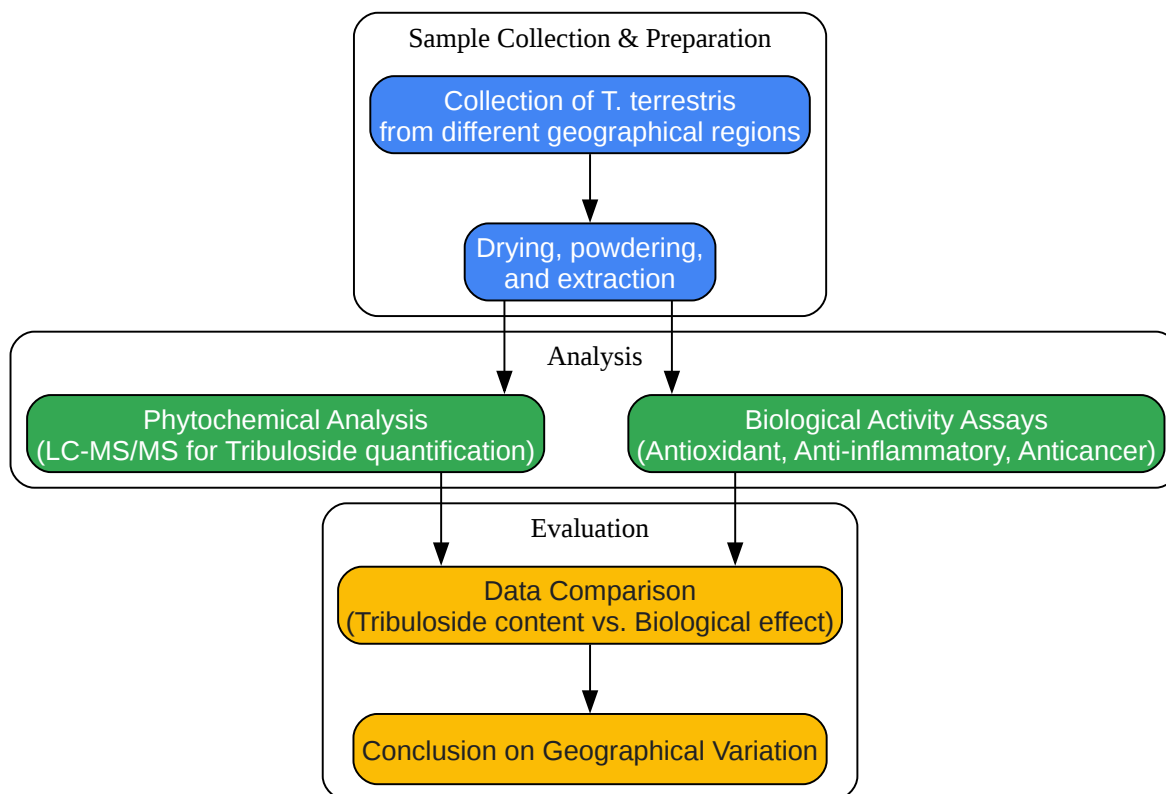 Sample Collection & Preparation
Collection of T. terrestris
from different geographical regions
Drying, powdering,
and extraction
Analysis
Phytochemical Analysis
(LC-MS/MS for Tribuloside quantification)
Biological Activity Assays
(Antioxidant, Anti-inflammatory, Anticancer)
Evaluation
Data Comparison
(Tribuloside content vs. Biological effect)
Conclusion on Geographical Variation